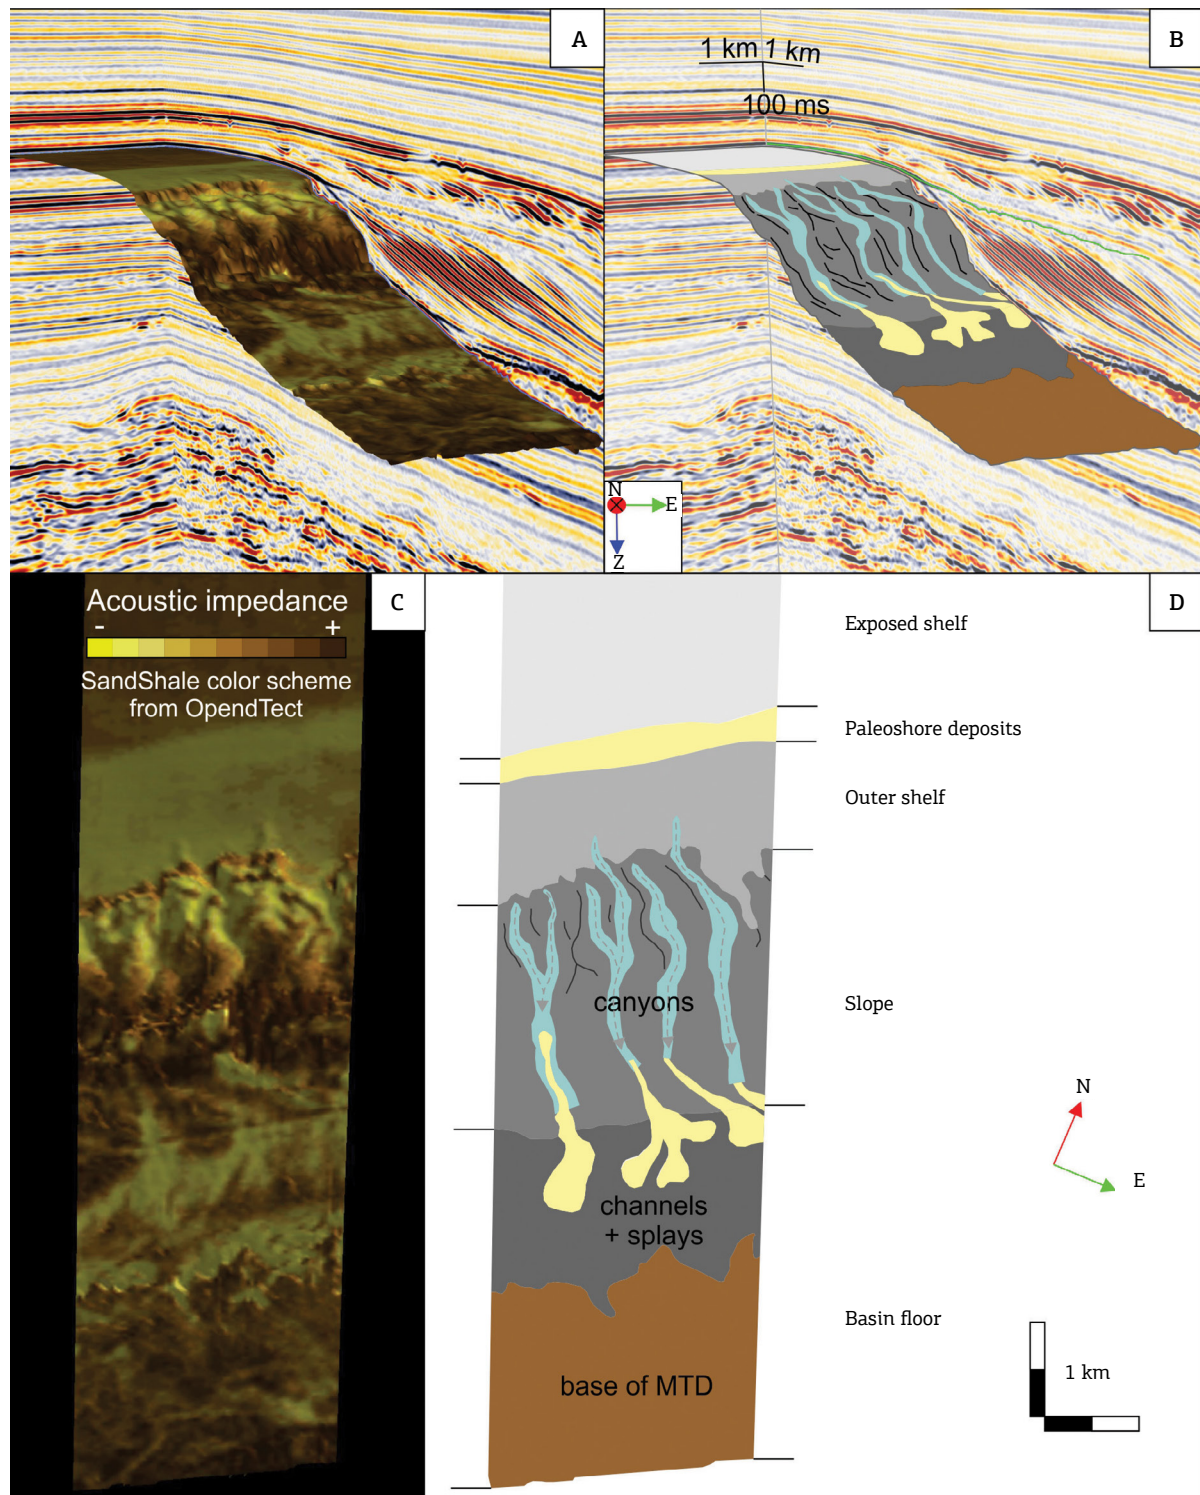 A
B
1 km 1 km
100 ms
N
E
Z
C
Acoustic impedance
- +
SandShale color scheme
from OpendTect
D
Exposed shelf
Paleoshore deposits
Outer shelf
canyons
Slope
N
E
channels
+ splays
Basin floor
1 km
base of MTD